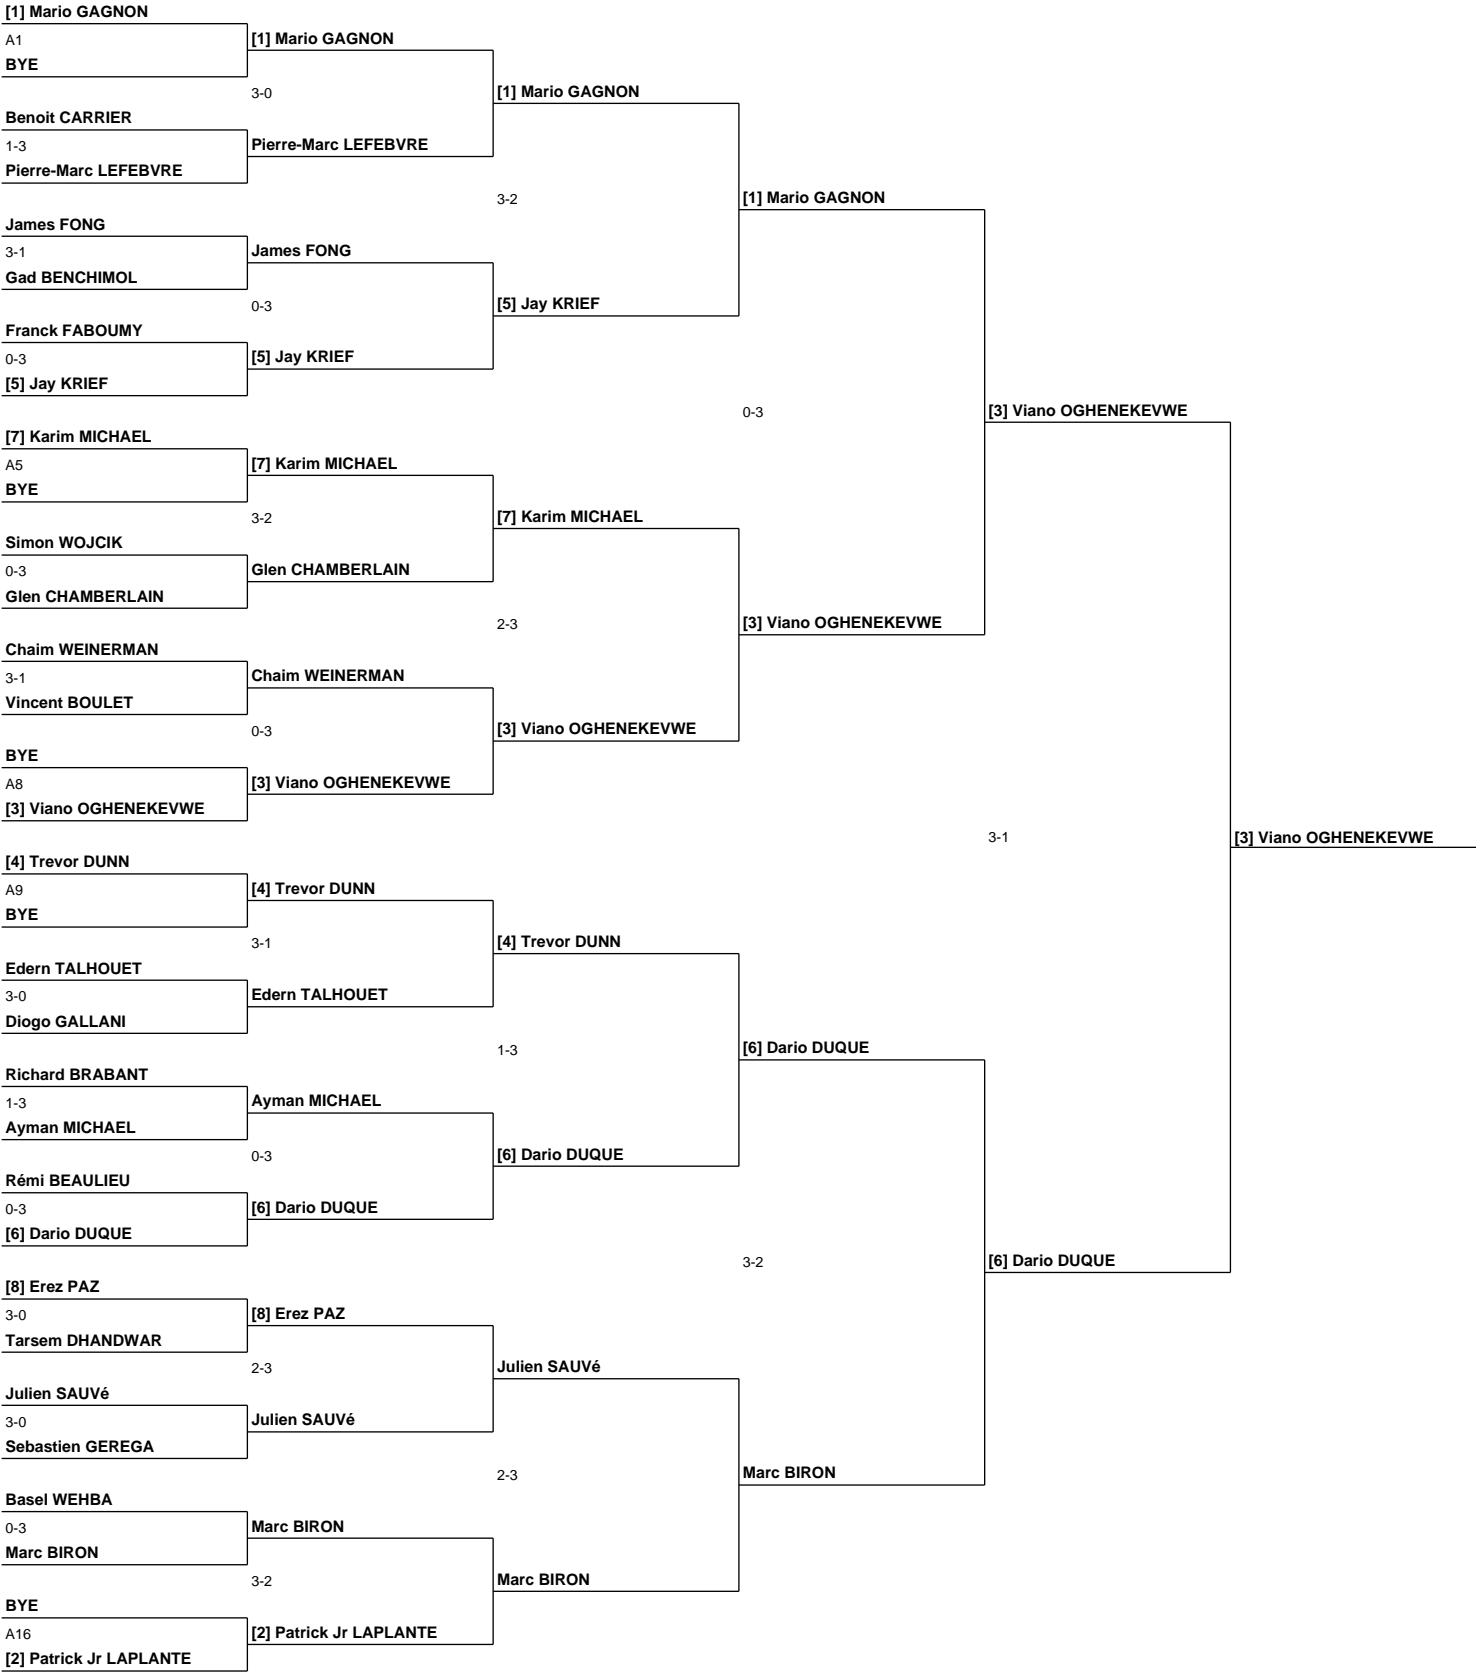 [1] Mario GAGNON
A1
BYE
Benoit CARRIER
1-3
Pierre-Marc LEFEBVRE
James FONG
3-1
Gad BENCHIMOL
Franck FABOUMY
0-3
[5] Jay KRIEF
[7] Karim MICHAEL
A5
BYE
Simon WOJCIK
0-3
Glen CHAMBERLAIN
Chaim WEINERMAN
3-1
Vincent BOULET
BYE
A8
[3] Viano OGHENEKEVWE
[4] Trevor DUNN
A9
BYE
Edern TALHOUET
3-0
Diogo GALLANI
Richard BRABANT
1-3
Ayman MICHAEL
Rémi BEAULIEU
0-3
[6] Dario DUQUE
[8] Erez PAZ
3-0
Tarsem DHANDWAR
Julien SAUVé
3-0
Sebastien GEREGA
Basel WEHBA
0-3
Marc BIRON
BYE
A16
[2] Patrick Jr LAPLANTE
[1] Mario GAGNON
3-0
Pierre-Marc LEFEBVRE
James FONG
0-3
[5] Jay KRIEF
[7] Karim MICHAEL
3-2
Glen CHAMBERLAIN
Chaim WEINERMAN
0-3
[3] Viano OGHENEKEVWE
[4] Trevor DUNN
3-1
Edern TALHOUET
Ayman MICHAEL
0-3
[6] Dario DUQUE
[8] Erez PAZ
2-3
Julien SAUVé
Marc BIRON
3-2
[2] Patrick Jr LAPLANTE
[1] Mario GAGNON
3-2
[5] Jay KRIEF
[7] Karim MICHAEL
2-3
[3] Viano OGHENEKEVWE
[4] Trevor DUNN
1-3
[6] Dario DUQUE
Julien SAUVé
2-3
Marc BIRON
[1] Mario GAGNON
0-3
[3] Viano OGHENEKEVWE
[6] Dario DUQUE
3-2
Marc BIRON
[3] Viano OGHENEKEVWE
3-1
[6] Dario DUQUE
[3] Viano OGHENEKEVWE